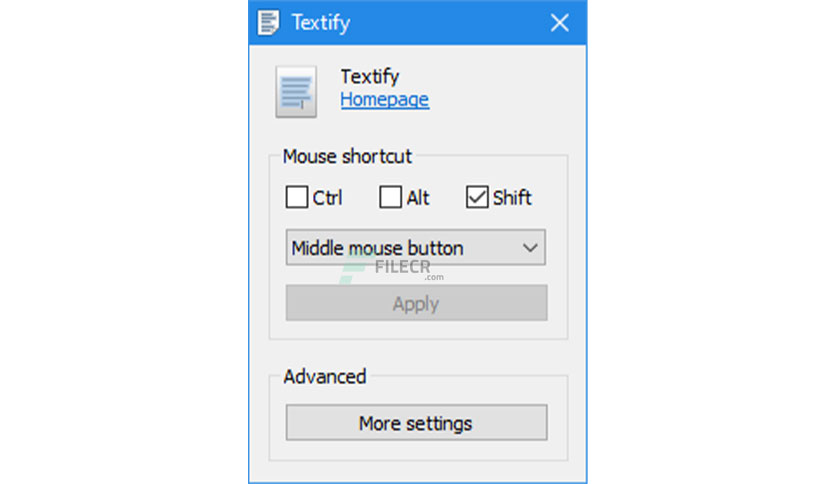 Textify
Textify
Homepage
Mouse shortcut
Ctrl Alt Shift
Middle mouse button
FILECR
.com
Apply
Advanced
More settings